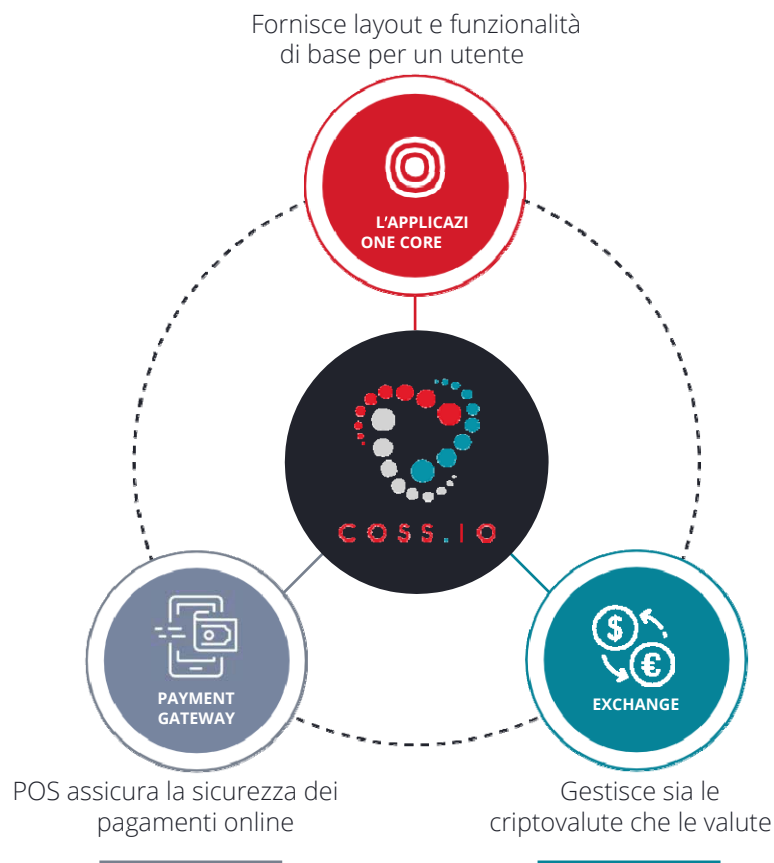 Fornisce layout e funzionalità
di base per un utente
L'APPLICAZI
ONE CORE
COSS.IO
$
€
PAYMENT
GATEWAY
EXCHANGE
POS assicura la sicurezza dei
pagamenti online
Gestisce sia le
criptovalute che le valute